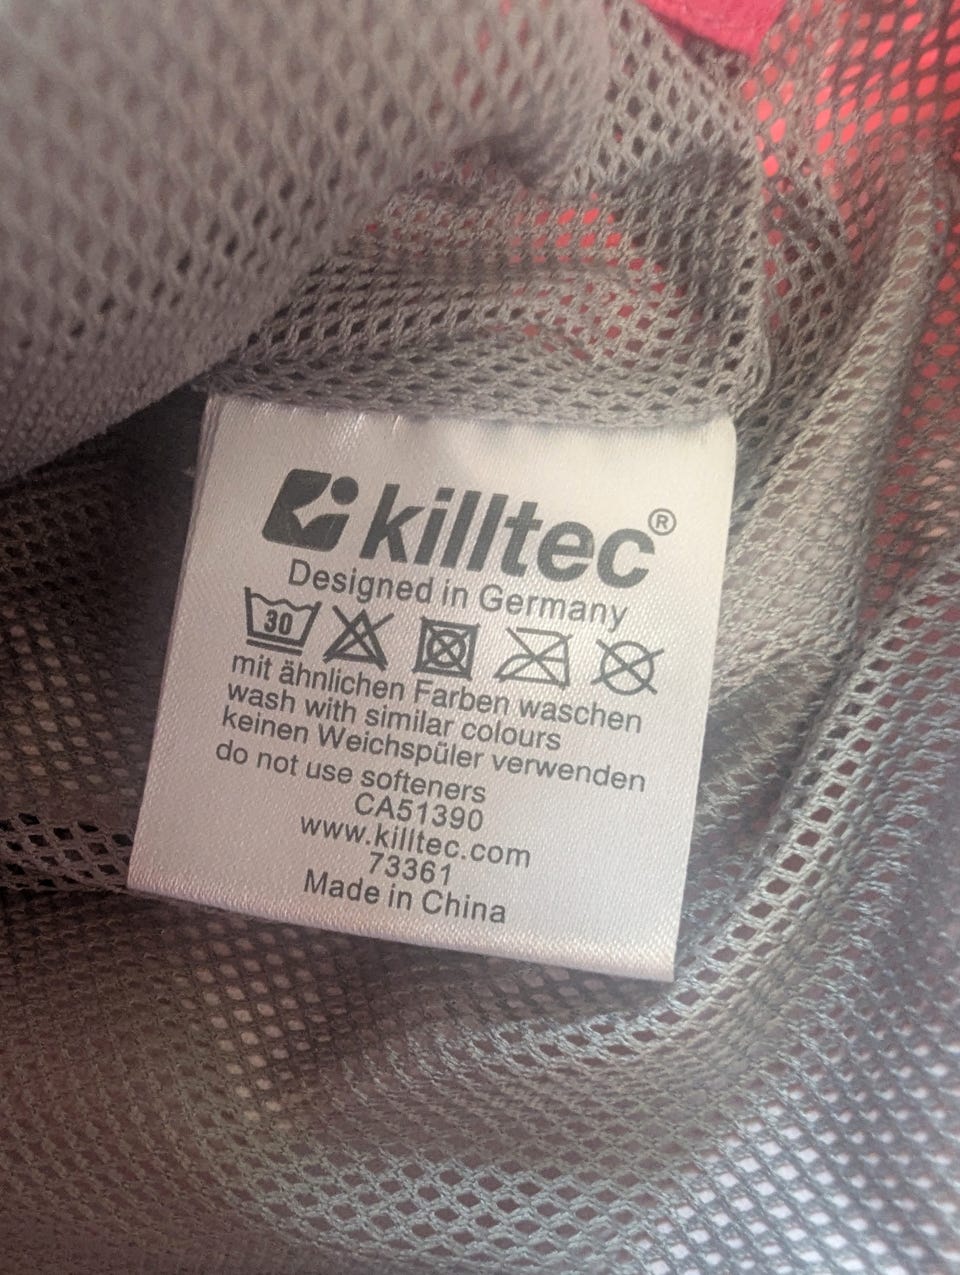 killtec®
Designed in Germany
30
mit ähnlichen Farben waschen
wash with similar colours
keinen Weichspüler verwenden
do not use softeners
CA51390
www.killtec.com
73361
Made in China